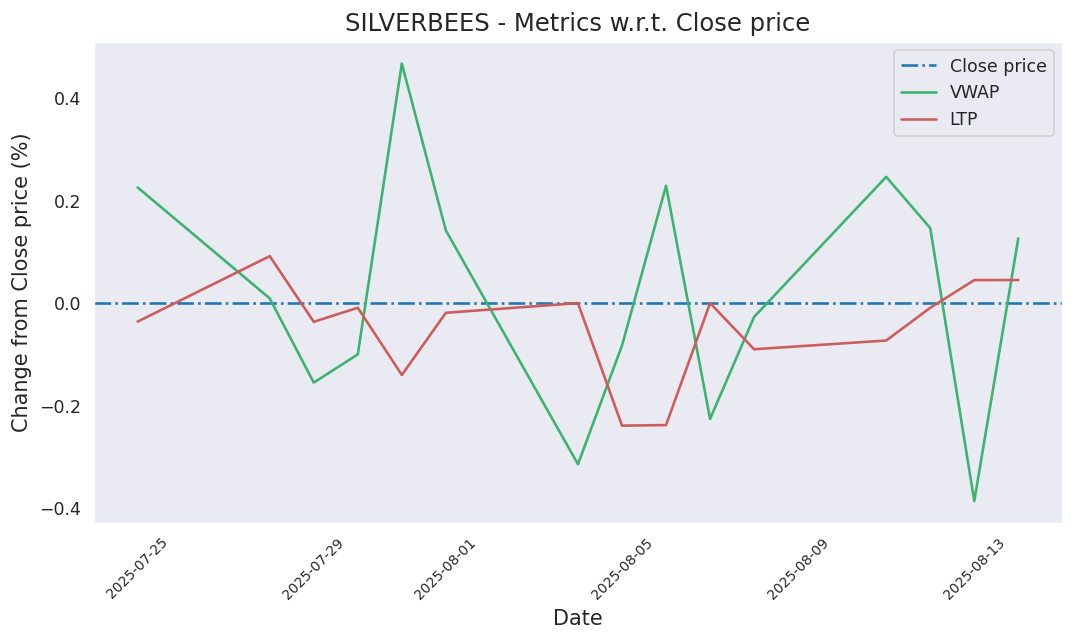 SILVERBEES - Metrics w.r.t. Close price
Close price
VWAP
LTP
Change from Close price (%)
0.4
0.2
0.0
−0.2
−0.4
2025-07-25
2025-07-29
2025-08-01
2025-08-05
2025-08-09
2025-08-13
Date